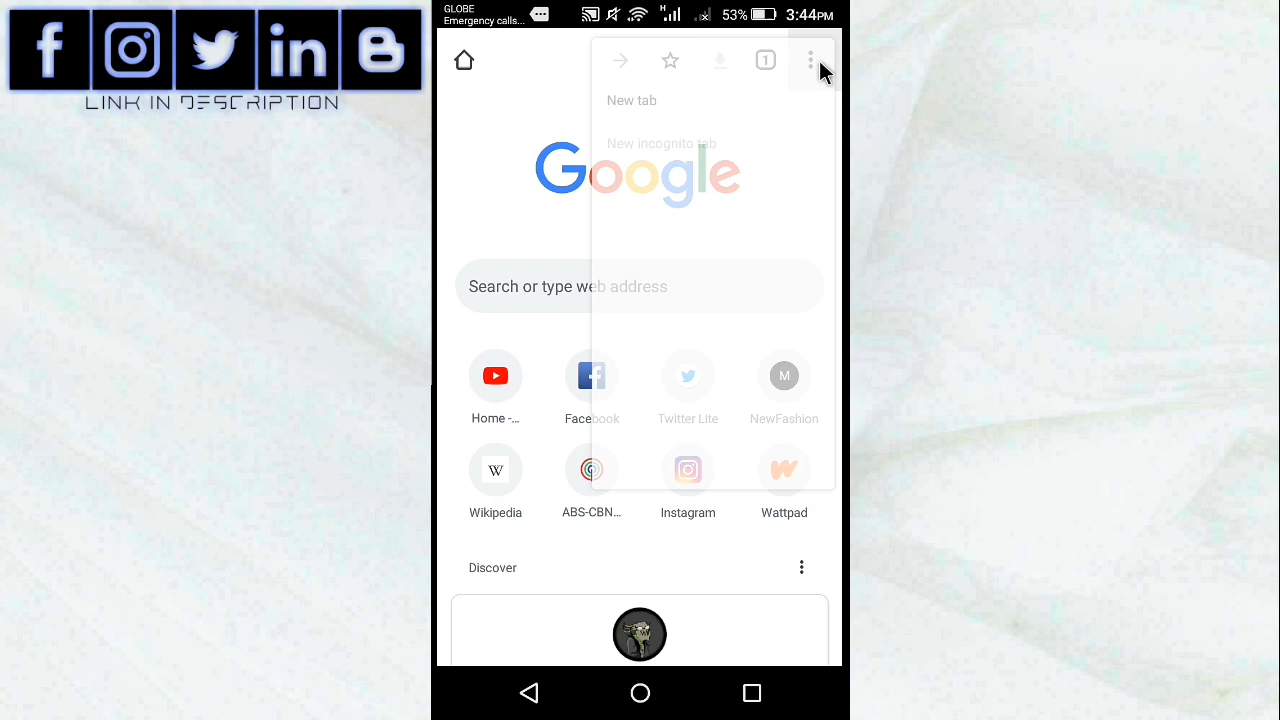 LINK IN DESCRIPTION
GLOBE
Emergency calls...
H
53%
3:44PM
1
New tab
New incognito tab
Google
Search or type web address
M
Home -...
Facebook
Twitter Lite
NewFashion
W
Wikipedia
ABS-CBN...
Instagram
Wattpad
Discover